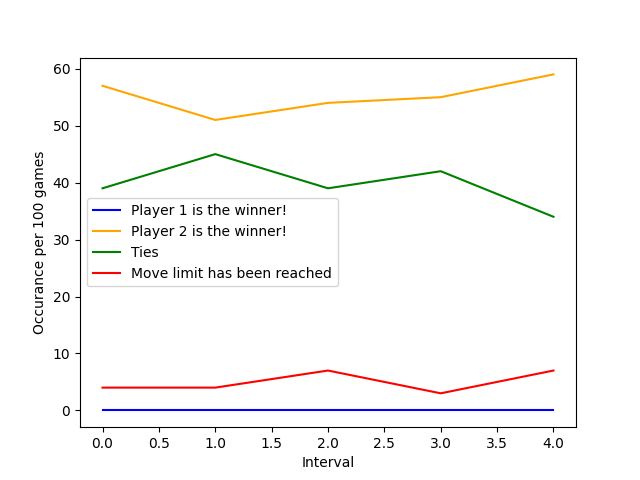 60
50
40
30
20
10
0
Occurance per 100 games
Player 1 is the winner!
Player 2 is the winner!
Ties
Move limit has been reached
0.0 0.5 1.0 1.5 2.0 2.5 3.0 3.5 4.0
Interval